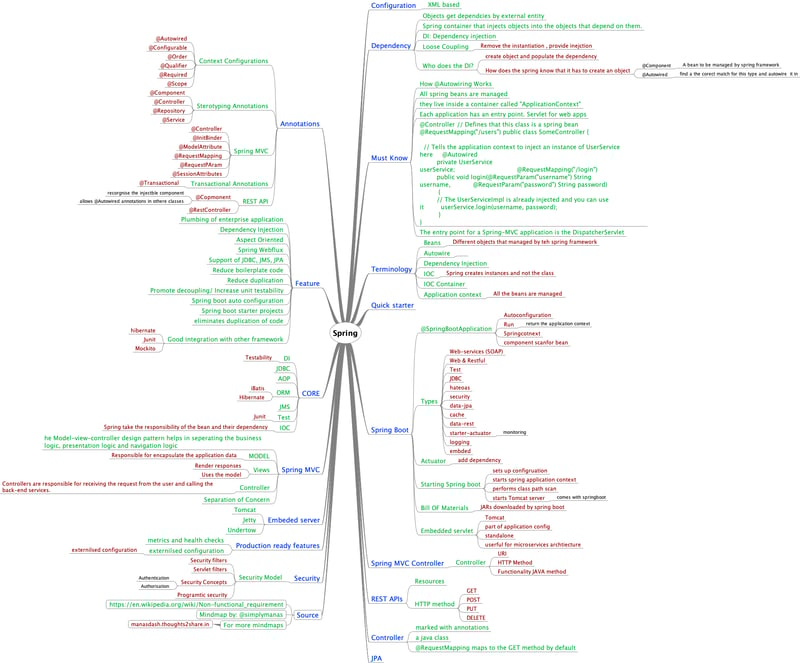 Spring
Configuration
XML based
Dependency
Objects get dependcies by external entity
Spring container that injects objects into the objects that depend on them.
DI: Dependency injection
Loose Coupling
Remove the instantiation , provide inejction
Who does the DI?
create object and populate the dependency
How does the spring know that it has to create an object
@Component
A bean to be managed by spring framework
@Autowired
find a the correct match for this type and autowire it in
Must Know
How @Autowiring Works
All spring beans are managed
they live inside a container called "ApplicationContext"
Each application has an entry point. Servlet for web apps
@Controller // Defines that this class is a spring bean
@RequestMapping("/users") public class SomeController {
// Tells the application context to inject an instance of UserService
here @Autowired
private UserService
userService; @RequestMapping("/login")
public void login(@RequestParam("username") String
username, @RequestParam("password") String password)
{
// The UserServiceImpl is already injected and you can use
it userService.login(username, password);
}
}
The entry point for a Spring-MVC application is the DispatcherServlet
Terminology
Beans
Different objects that managed by teh spring framework
Autowire
Dependency Injection
IOC
Spring creates instances and not the class
IOC Container
Application context
All the beans are managed
Quick starter
Spring Boot
@SpringBootApplication
Autoconfiguration
Run
return the application context
Springcotnext
component scanfor bean
Types
Web-services (SOAP)
Web & Restful
Test
JDBC
hateoas
security
data-jpa
cache
data-rest
starter-actuator
monitoring
logging
embded
Actuator
add dependency
Starting Spring boot
sets up configruation
starts spring application context
performs class path scan
starts Tomcat server
comes with springboot
Bill Of Materials
JARs downloaded by spring boot
Embedded servlet
Tomcat
part of application config
standalone
userful for microservices architecture
Spring MVC Controller
Controller
URI
HTTP Method
Functionality JAVA method
REST APIs
Resources
HTTP method
GET
POST
PUT
DELETE
Controller
marked with annotations
a java class
@RequestMapping maps to the GET method by default
JPA
Annotations
Context Configurations
@Autowired
@Configurable
@Order
@Qualifier
@Required
@Scope
Sterotyping Annotations
@Component
@Controller
@Repository
@Service
Spring MVC
@Controller
@InitBinder
@ModelAttribute
@RequestMapping
@RequestPAram
@SessionAttributes
Transactional Annotations
@Transactional
REST API
@Copmonent
recorgnise the injectble component
allows @Autowired annotations in othere classes
@RestController
Feature
Plumbing of enterprise application
Dependency Injection
Aspect Oriented
Spring Webflux
Support of JDBC, JMS, JPA
Reduce boilerplate code
Reduce duplication
Promote decoupling/ Increase unit testability
Spring boot auto configuration
Spring boot starter projects
eliminates duplication of code
Good integration with other framework
hibernate
Junit
Mockito
CORE
DI
Testability
JDBC
AOP
ORM
iBatis
Hibernate
JMS
Test
Junit
IOC
Spring take the responsibility of the bean and their dependency
Spring MVC
he Model-view-controller design pattern helps in seperating the business
logic, presentation logic and navigation logic
MODEL
Responsible for encapsulate the application data
Views
Render responses
Uses the model
Controller
Controllers are responsible for receiving the request from the user and calling the
back-end services.
Separation of Concern
Embeded server
Tomcat
Jetty
Undertow
Production ready features
metrics and health checks
externilsed configuration
externilsed configuration
Security
Security Model
Security filters
Servlet filters
Security Concepts
Authentication
Authorisation
Programtic security
Source
https://en.wikipedia.org/wiki/Non-functional_requirement
Mindmap by: @simplymanas
For more mindmaps
manasdash.thoughts2share.in